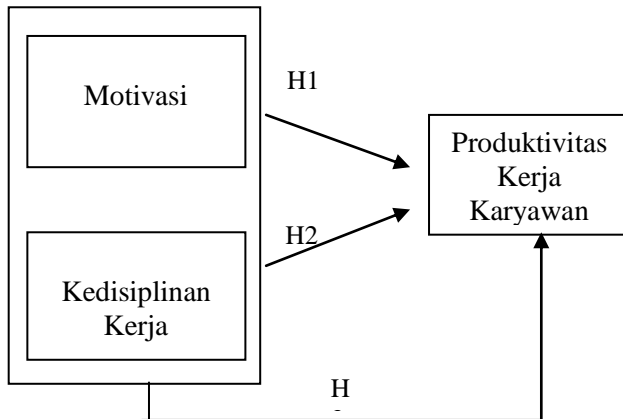 Motivasi
H1
Produktivitas
Kerja
Karyawan
H2
Kedisiplinan
Kerja
H